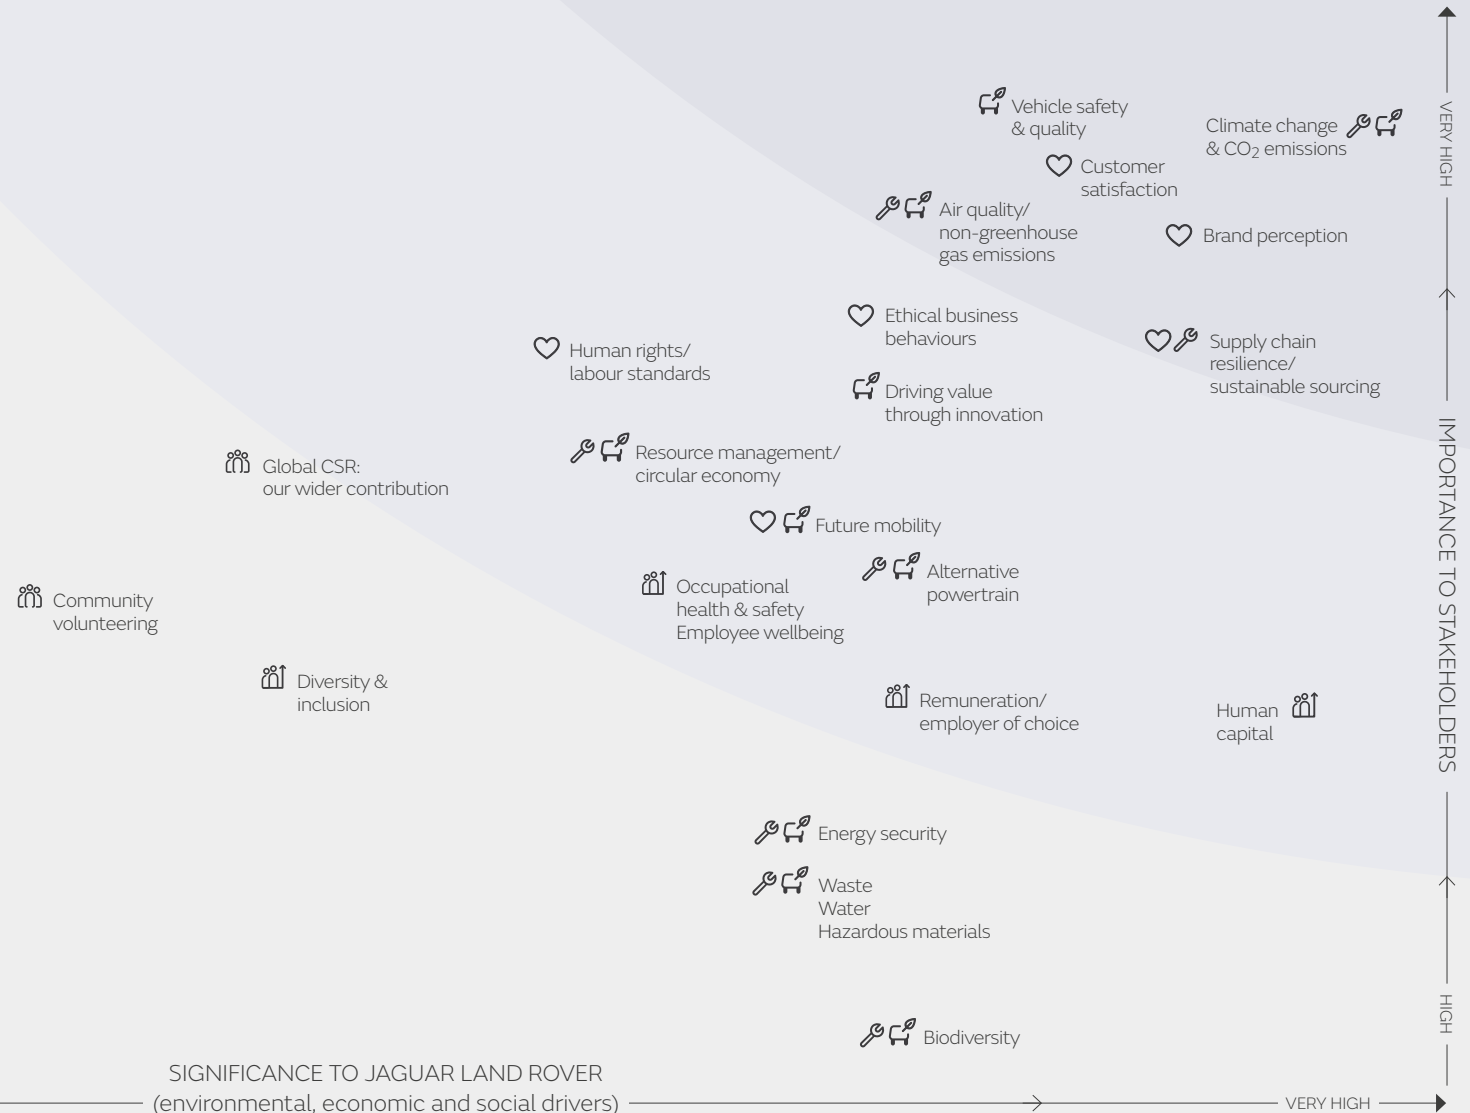 Vehicle safety
& quality
Climate change
& CO2 emissions
Customer
satisfaction
Air quality/
non-greenhouse
gas emissions
Brand perception
Ethical business
behaviours
Human rights/
labour standards
Supply chain
resilience/
sustainable sourcing
Driving value
through innovation
Resource management/
circular economy
Global CSR:
our wider contribution
Future mobility
Alternative
powertrain
Occupational
health & safety
Employee wellbeing
Community
volunteering
Diversity &
inclusion
Remuneration/
employer of choice
Human
capital
Energy security
Waste
Water
Hazardous materials
Biodiversity
VERY HIGH
IMPORTANCE TO STAKEHOLDERS
HIGH
SIGNIFICANCE TO JAGUAR LAND ROVER
(environmental, economic and social drivers)
VERY HIGH